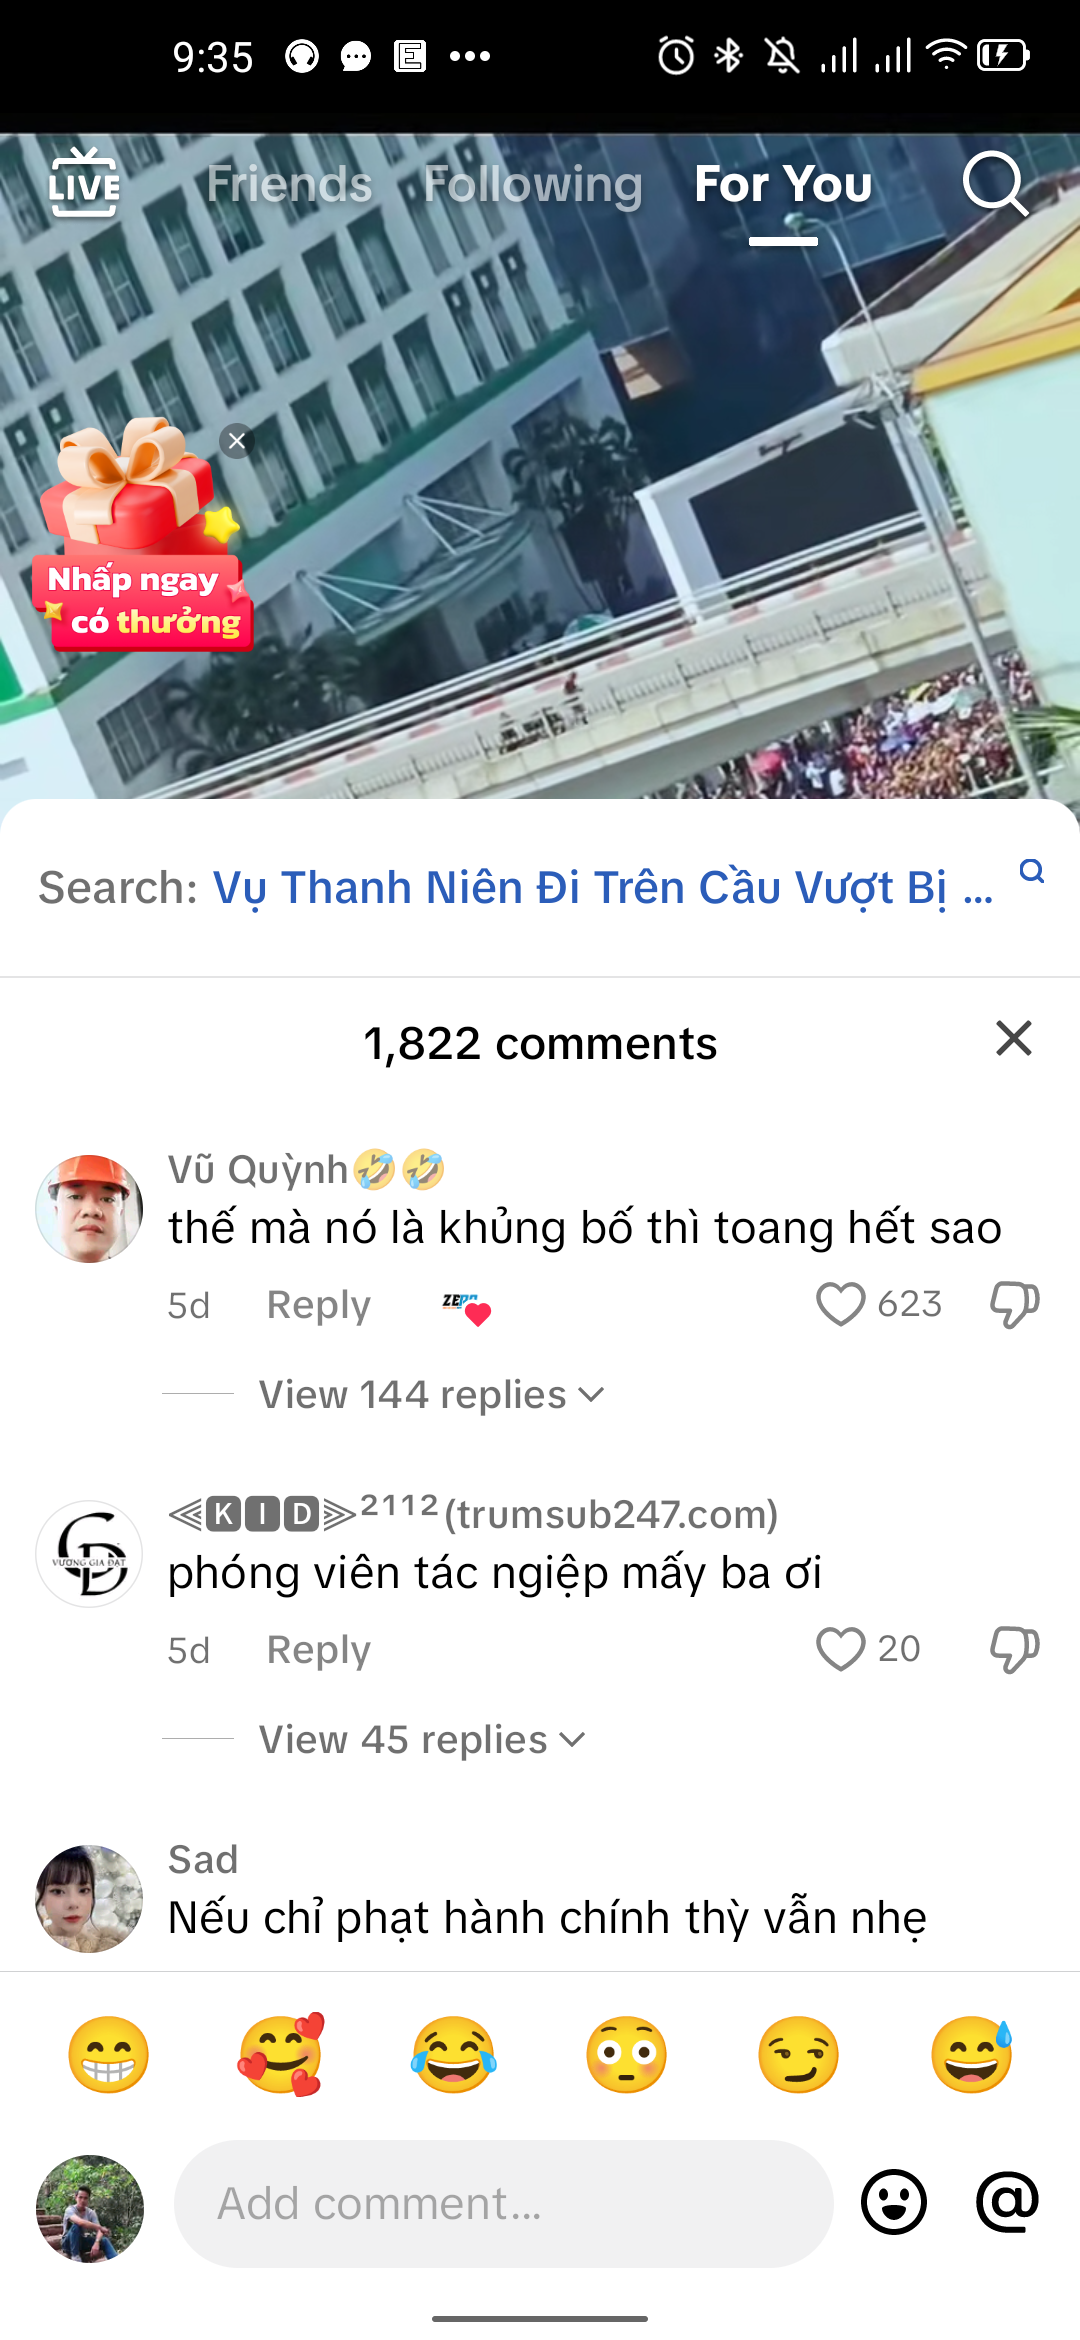 9:35
LIVE
Friends Following For You
Nhấp ngay
có thưởng
Search: Vụ Thanh Niên Đi Trên Cầu Vượt Bị ...
1,822 comments
Vũ Quỳnh🤣🤣
thế mà nó là khủng bố thì toang hết sao
5d Reply 623
View 144 replies
⫷🅺🅸🅳⫸²¹¹²(trumsub247.com)
VƯƠNG GIA ĐẠT
phóng viên tác ngiệp mấy ba ơi
5d Reply 20
View 45 replies
Sad
Nếu chỉ phạt hành chính thỳ vẫn nhẹ
Add comment...